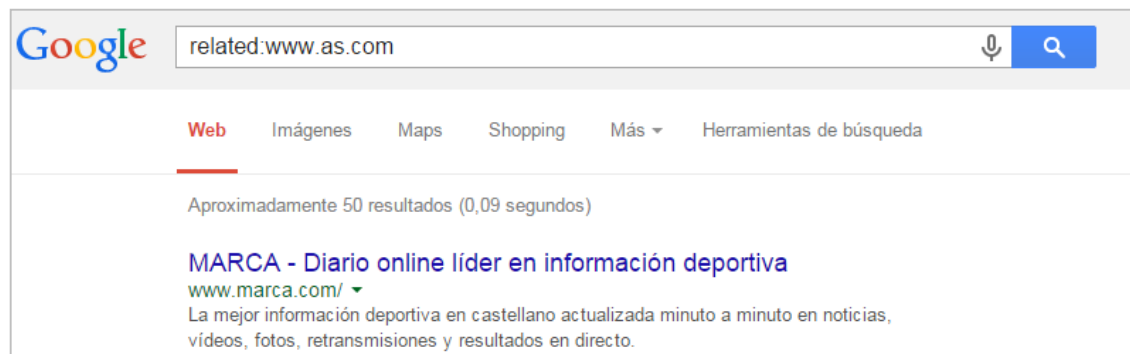 Google related:www.as.com
Web Imágenes Maps Shopping Más Herramientas de búsqueda
Aproximadamente 50 resultados (0,09 segundos)
MARCA - Diario online líder en información deportiva
www.marca.com/
La mejor información deportiva en castellano actualizada minuto a minuto en noticias,
vídeos, fotos, retransmisiones y resultados en directo.